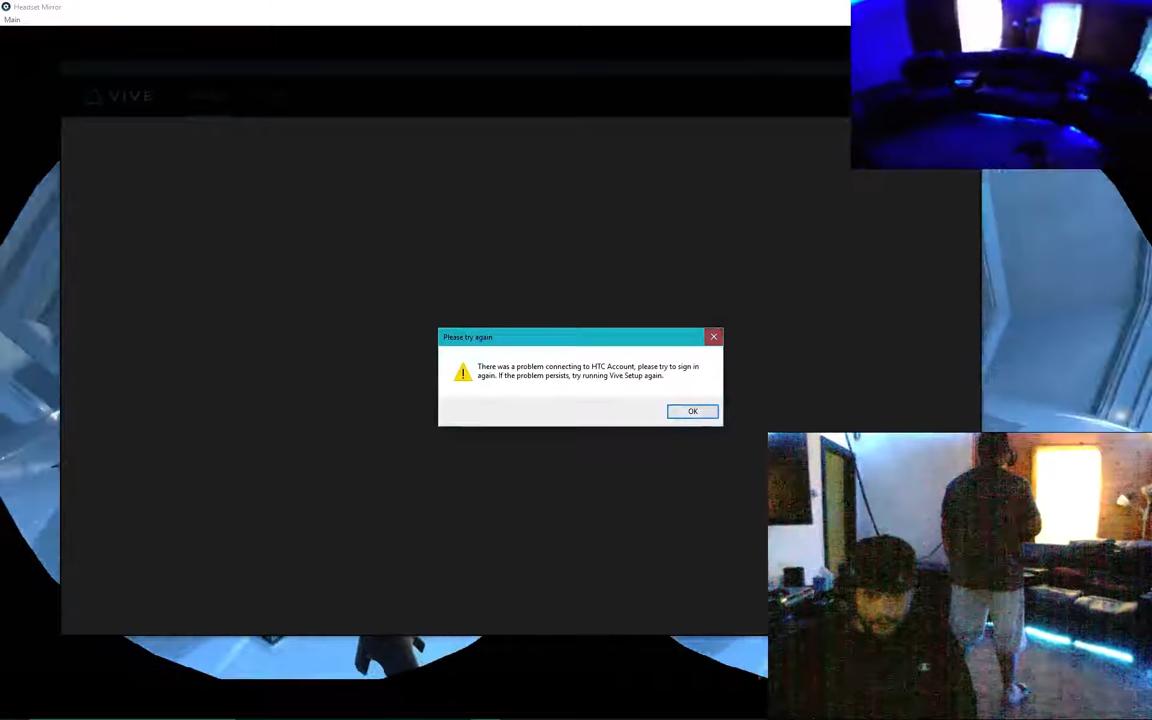 Headset Mirror
Main
VIVE
Please try again
There was a problem connecting to HTC Account, please try to sign in
again. If the problem persists, try running Vive Setup again.
OK